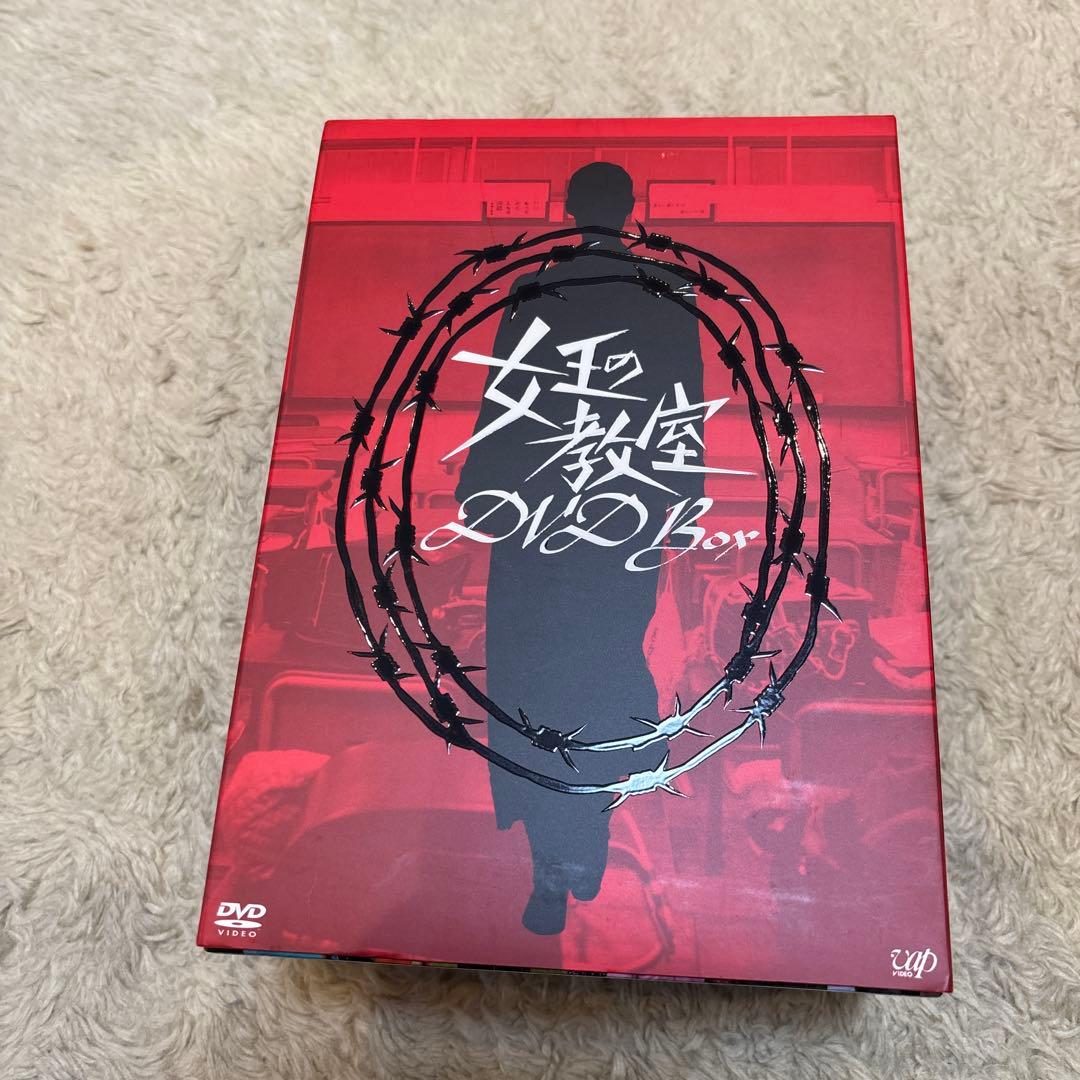 女王の
教室
DVD Box
DVD
VIDEO
vap
VIDEO